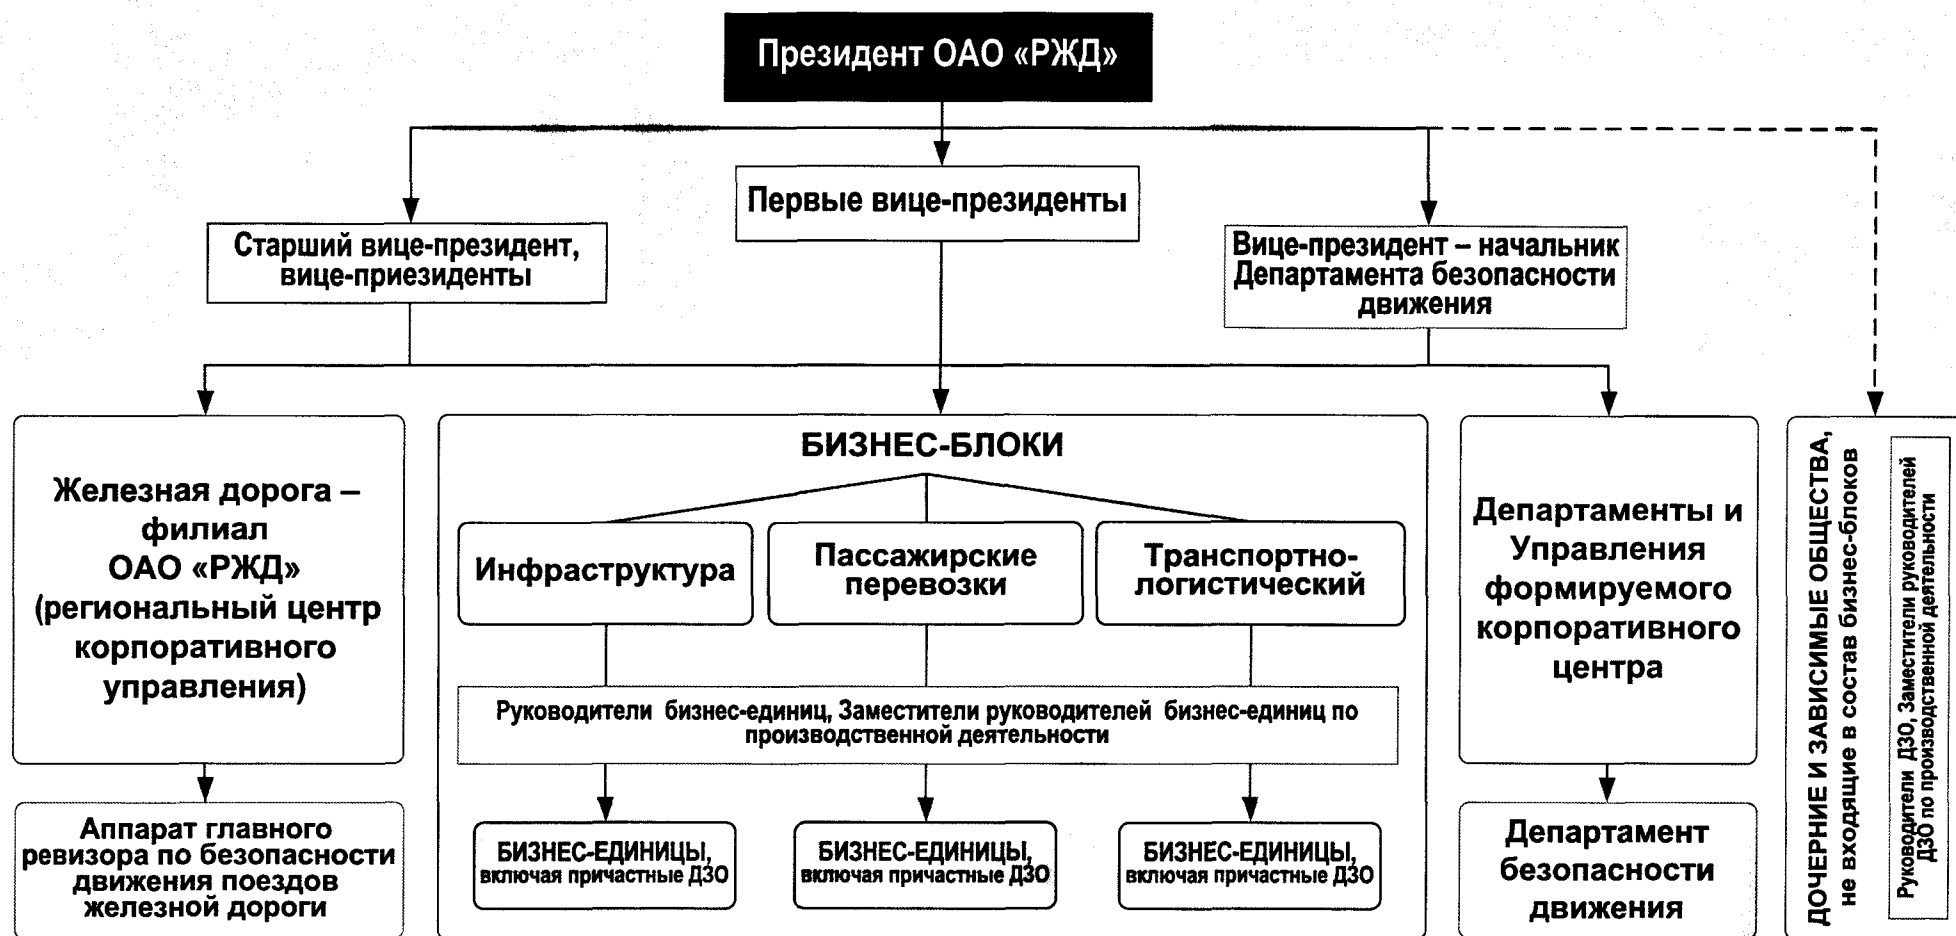 Президент ОАО «РЖД»
Первые вице-президенты
Старший вице-президент,
вице-приезиденты
Вице-президент – начальник
Департамента безопасности
движения
Железная дорога –
филиал
ОАО «РЖД»
(региональный центр
корпоративного
управления)
Аппарат главного
ревизора по безопасности
движения поездов
железной дороги
БИЗНЕС-БЛОКИ
Инфраструктура
Пассажирские
перевозки
Транспортно-
логистический
Руководители бизнес-единиц, Заместители руководителей бизнес-единиц по
производственной деятельности
БИЗНЕС-ЕДИНИЦЫ,
включая причастные ДЗО
БИЗНЕС-ЕДИНИЦЫ,
включая причастные ДЗО
БИЗНЕС-ЕДИНИЦЫ,
включая причастные ДЗО
Департаменты и
Управления
формируемого
корпоративного
центра
Департамент
безопасности
движения
ДОЧЕРНИЕ И ЗАВИСИМЫЕ ОБЩЕСТВА,
не входящие в состав бизнес-блоков
Руководители ДЗО, Заместители руководителей
ДЗО по производственной деятельности